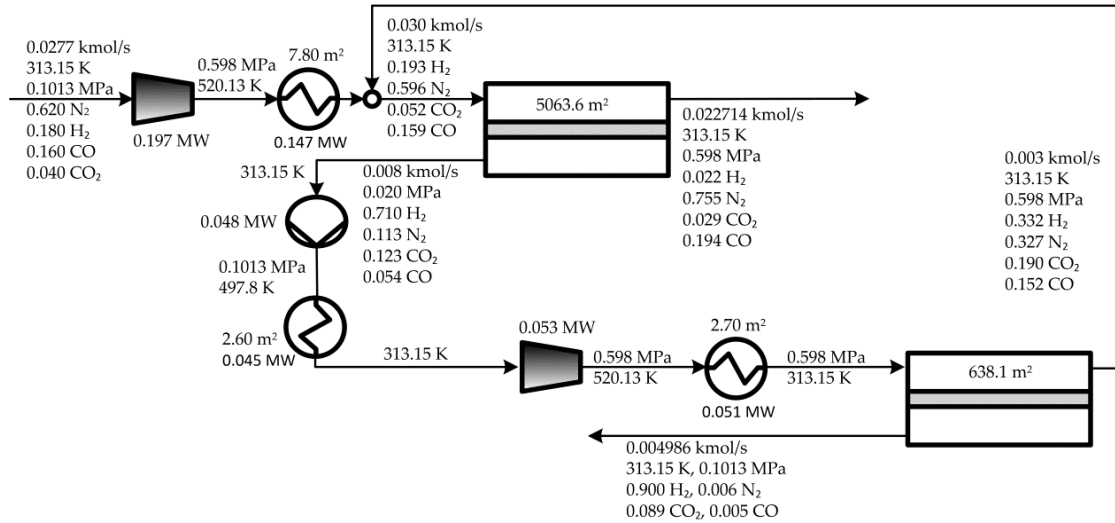 0.0277 kmol/s
313.15 K
0.1013 MPa
0.620 N₂
0.180 H₂
0.160 CO
0.040 CO₂
0.197 MW
0.598 MPa
520.13 K
7.80 m²
0.147 MW
0.030 kmol/s
313.15 K
0.193 H₂
0.596 N₂
0.052 CO₂
0.159 CO
5063.6 m²
0.022714 kmol/s
313.15 K
0.598 MPa
0.022 H₂
0.755 N₂
0.029 CO₂
0.194 CO
0.003 kmol/s
313.15 K
0.598 MPa
0.332 H₂
0.327 N₂
0.190 CO₂
0.152 CO
313.15 K
0.008 kmol/s
0.020 MPa
0.710 H₂
0.113 N₂
0.123 CO₂
0.054 CO
0.048 MW
0.1013 MPa
497.8 K
2.60 m²
0.045 MW
313.15 K
0.053 MW
0.598 MPa
520.13 K
2.70 m²
0.051 MW
0.598 MPa
313.15 K
638.1 m²
0.004986 kmol/s
313.15 K, 0.1013 MPa
0.900 H₂, 0.006 N₂
0.089 CO₂, 0.005 CO